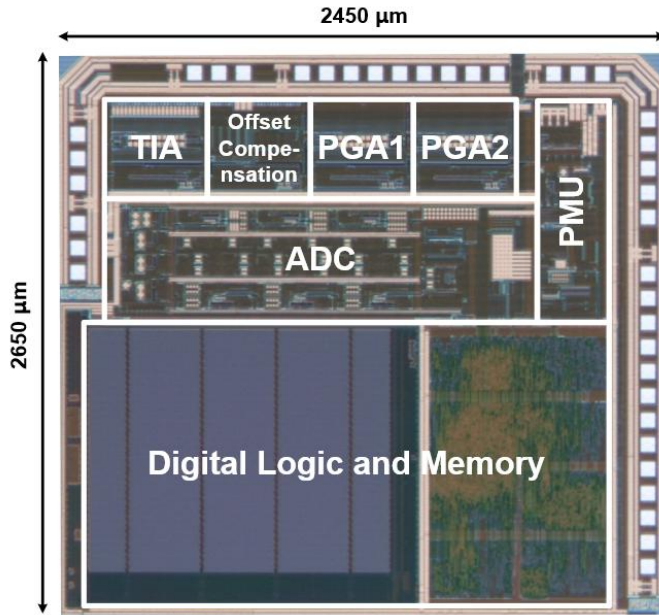 2450 μm
2650 μm
TIA
Offset
Compe-
nsation
PGA1
PGA2
PMU
ADC
Digital Logic and Memory